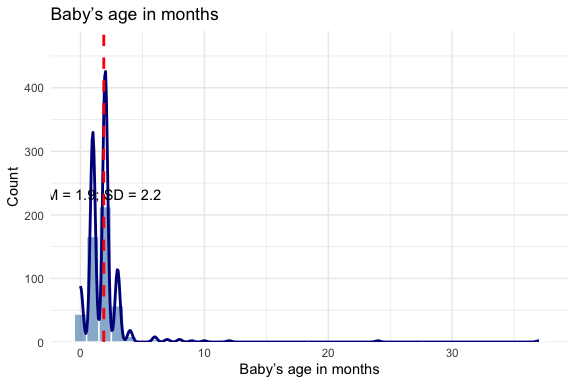 Baby's age in months
400
300
200
100
0
Count
M = 1.9; SD = 2.2
0 10 20 30
Baby's age in months